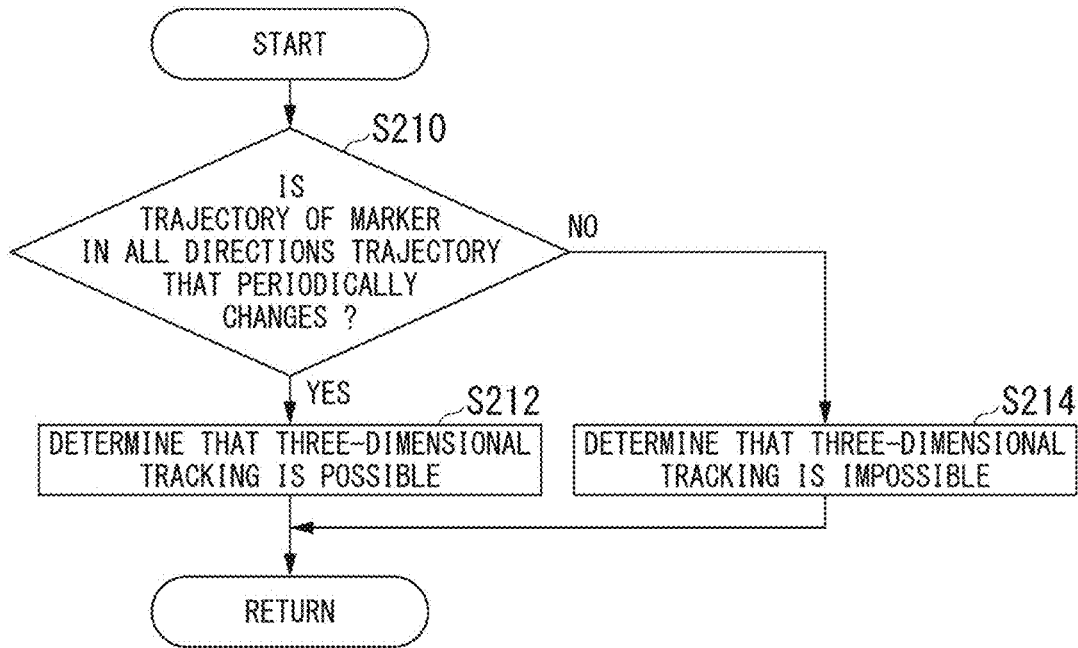 START
S210
IS
TRAJECTORY OF MARKER
IN ALL DIRECTIONS TRAJECTORY
THAT PERIODICALLY
CHANGES ?
NO
YES
S212
DETERMINE THAT THREE-DIMENSIONAL
TRACKING IS POSSIBLE
S214
DETERMINE THAT THREE-DIMENSIONAL
TRACKING IS IMPOSSIBLE
RETURN